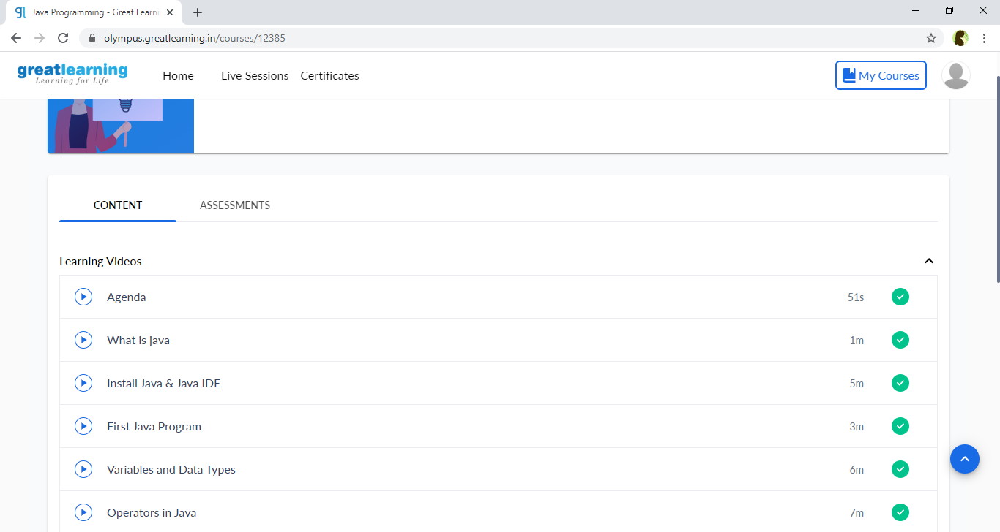 Java Programming - Great Learni
olympus.greatlearning.in/courses/12385
greatlearning
Learning for Life
Home Live Sessions Certificates My Courses
CONTENT ASSESSMENTS
Learning Videos
Agenda 51s
What is java 1m
Install Java & Java IDE 5m
First Java Program 3m
Variables and Data Types 6m
Operators in Java 7m